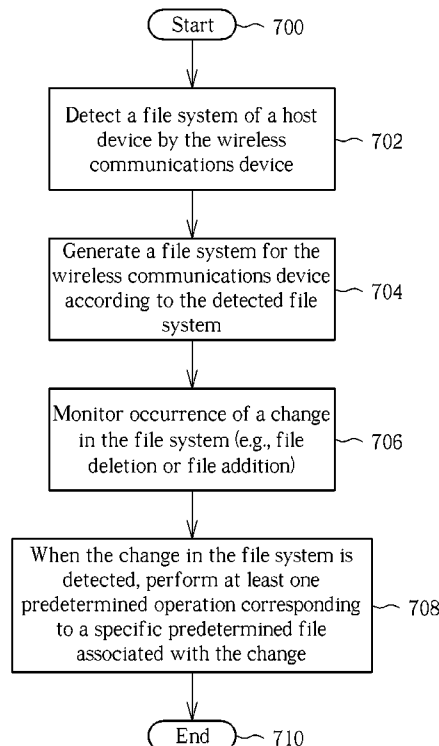 Start 700
Detect a file system of a host
device by the wireless
communications device
702
Generate a file system for the
wireless communications device
according to the detected file
system
704
Monitor occurrence of a change
in the file system (e.g., file
deletion or file addition)
706
When the change in the file system is
detected, perform at least one
predetermined operation corresponding
to a specific predetermined file
associated with the change
708
End 710